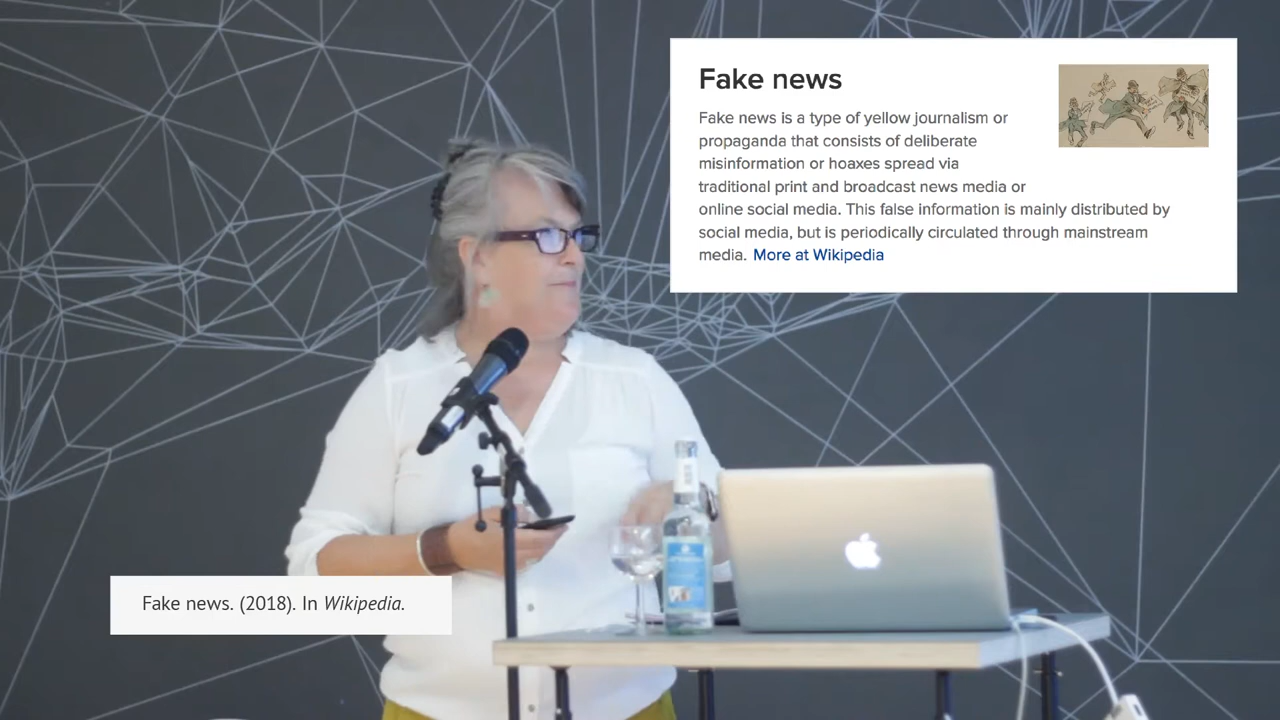 Fake news
Fake news is a type of yellow journalism or
propaganda that consists of deliberate
misinformation or hoaxes spread via
traditional print and broadcast news media or
online social media. This false information is mainly distributed by
social media, but is periodically circulated through mainstream
media. More at Wikipedia
Fake news. (2018). In Wikipedia.